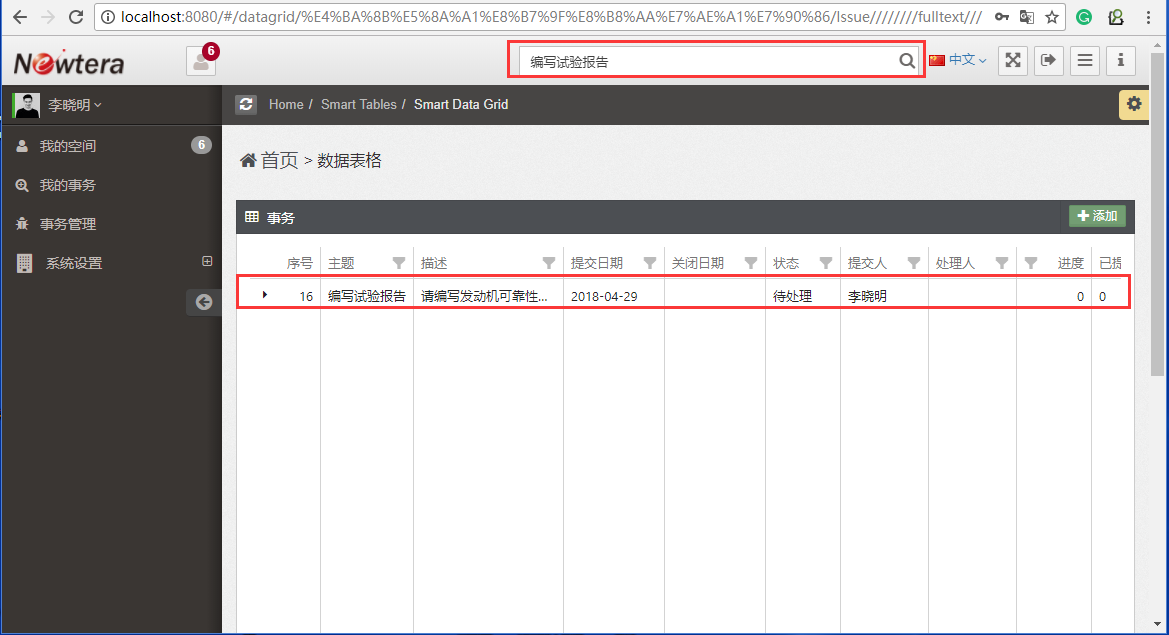 localhost:8080/#/datagrid/%E4%BA%8B%E5%8A%A1%E8%B7%9F%E8%B8%AA%E7%AE%A1%E7%90%86/Issue////////fulltext///
Newtera
6
编写试验报告
中文
李晓明
Home / Smart Tables / Smart Data Grid
我的空间
6
我的事务
事务管理
系统设置
首页 > 数据表格
事务
添加
序号 主题 描述 提交日期 关闭日期 状态 提交人 处理人 进度
16 编写试验报告 请编写发动机可靠性... 2018-04-29 待处理 李晓明 0 0